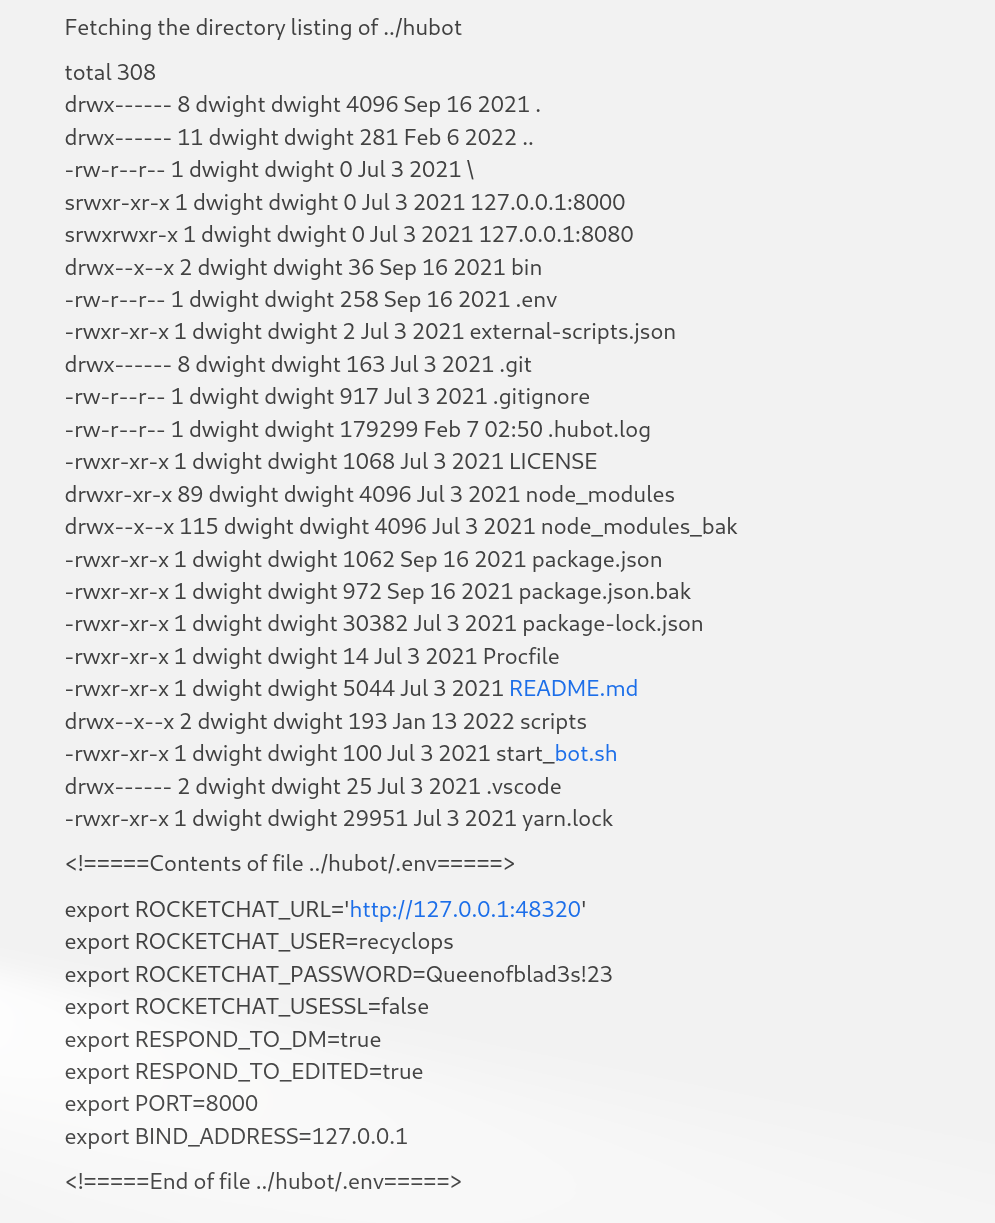 Fetching the directory listing of ../hubot
total 308
drwx------ 8 dwight dwight 4096 Sep 16 2021 .
drwx------ 11 dwight dwight 281 Feb 6 2022 ..
-rw-r--r-- 1 dwight dwight 0 Jul 3 2021 \
srwxr-xr-x 1 dwight dwight 0 Jul 3 2021 127.0.0.1:8000
srwxrwxr-x 1 dwight dwight 0 Jul 3 2021 127.0.0.1:8080
drwx--x--x 2 dwight dwight 36 Sep 16 2021 bin
-rw-r--r-- 1 dwight dwight 258 Sep 16 2021 .env
-rwxr-xr-x 1 dwight dwight 2 Jul 3 2021 external-scripts.json
drwx------ 8 dwight dwight 163 Jul 3 2021 .git
-rw-r--r-- 1 dwight dwight 917 Jul 3 2021 .gitignore
-rw-r--r-- 1 dwight dwight 179299 Feb 7 02:50 .hubot.log
-rwxr-xr-x 1 dwight dwight 1068 Jul 3 2021 LICENSE
drwxr-xr-x 89 dwight dwight 4096 Jul 3 2021 node_modules
drwx--x--x 115 dwight dwight 4096 Jul 3 2021 node_modules_bak
-rwxr-xr-x 1 dwight dwight 1062 Sep 16 2021 package.json
-rwxr-xr-x 1 dwight dwight 972 Sep 16 2021 package.json.bak
-rwxr-xr-x 1 dwight dwight 30382 Jul 3 2021 package-lock.json
-rwxr-xr-x 1 dwight dwight 14 Jul 3 2021 Procfile
-rwxr-xr-x 1 dwight dwight 5044 Jul 3 2021 README.md
drwx--x--x 2 dwight dwight 193 Jan 13 2022 scripts
-rwxr-xr-x 1 dwight dwight 100 Jul 3 2021 start_bot.sh
drwx------ 2 dwight dwight 25 Jul 3 2021 .vscode
-rwxr-xr-x 1 dwight dwight 29951 Jul 3 2021 yarn.lock
<!=====Contents of file ../hubot/.env=====>
export ROCKETCHAT_URL='http://127.0.0.1:48320'
export ROCKETCHAT_USER=recyclops
export ROCKETCHAT_PASSWORD=Queenofblad3s!23
export ROCKETCHAT_USESSL=false
export RESPOND_TO_DM=true
export RESPOND_TO_EDITED=true
export PORT=8000
export BIND_ADDRESS=127.0.0.1
<!=====End of file ../hubot/.env=====>